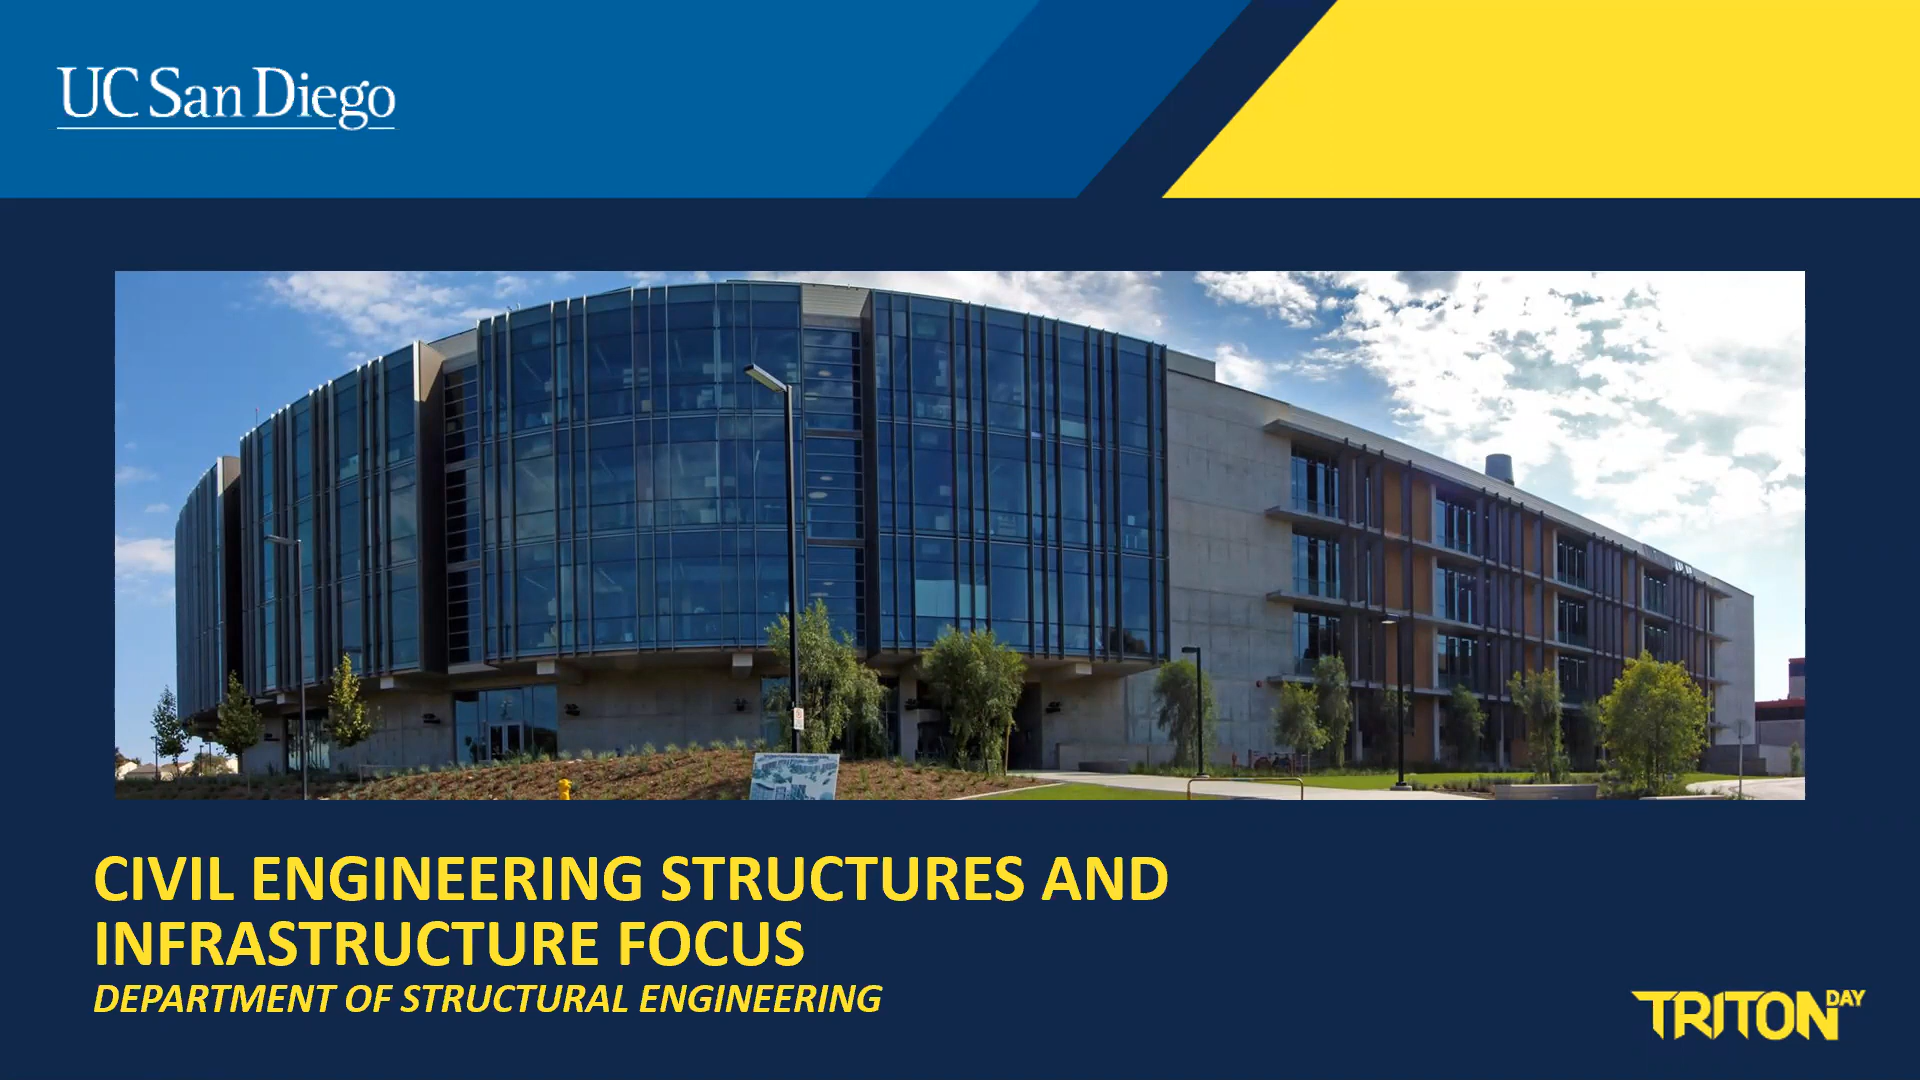 UC San Diego
CIVIL ENGINEERING STRUCTURES AND
INFRASTRUCTURE FOCUS
DEPARTMENT OF STRUCTURAL ENGINEERING
TRITON DAY